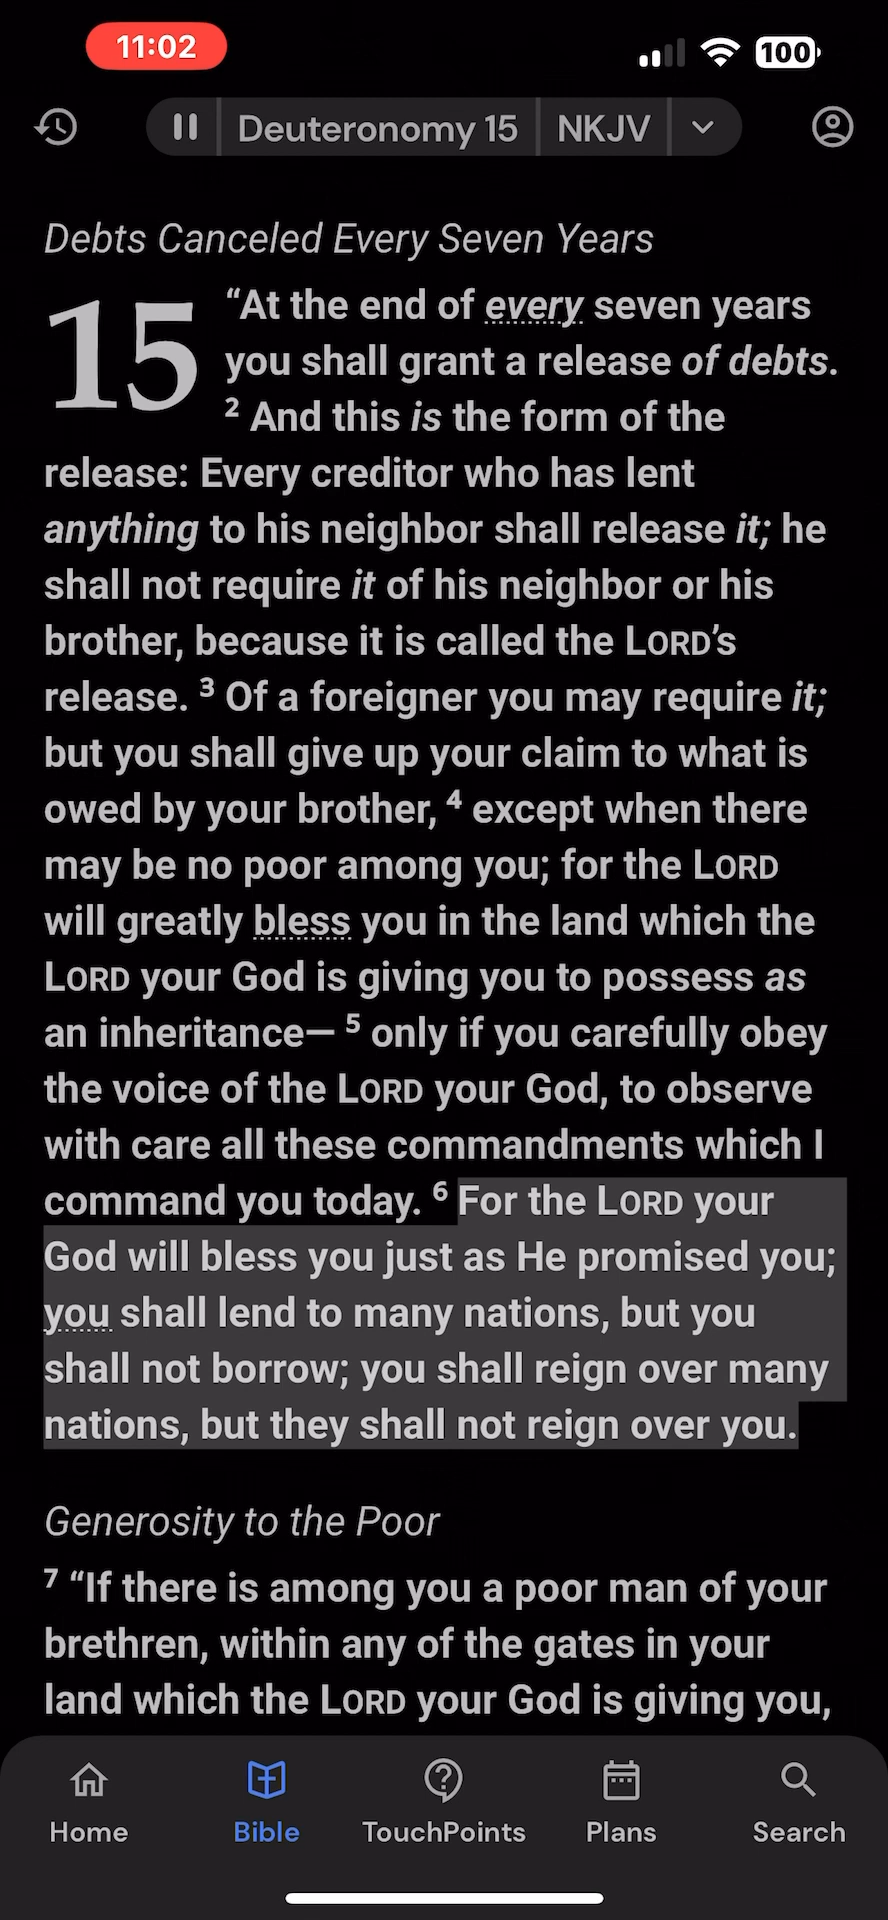 11:02
100
Deuteronomy 15
NKJV
Debts Canceled Every Seven Years
15 “At the end of every seven years
you shall grant a release of debts.
2 And this is the form of the
release: Every creditor who has lent
anything to his neighbor shall release it; he
shall not require it of his neighbor or his
brother, because it is called the LORD’s
release. 3 Of a foreigner you may require it;
but you shall give up your claim to what is
owed by your brother, 4 except when there
may be no poor among you; for the LORD
will greatly bless you in the land which the
LORD your God is giving you to possess as
an inheritance— 5 only if you carefully obey
the voice of the LORD your God, to observe
with care all these commandments which I
command you today. 6 For the LORD your
God will bless you just as He promised you;
you shall lend to many nations, but you
shall not borrow; you shall reign over many
nations, but they shall not reign over you.
Generosity to the Poor
7 “If there is among you a poor man of your
brethren, within any of the gates in your
land which the LORD your God is giving you,
Home
Bible
TouchPoints
Plans
Search